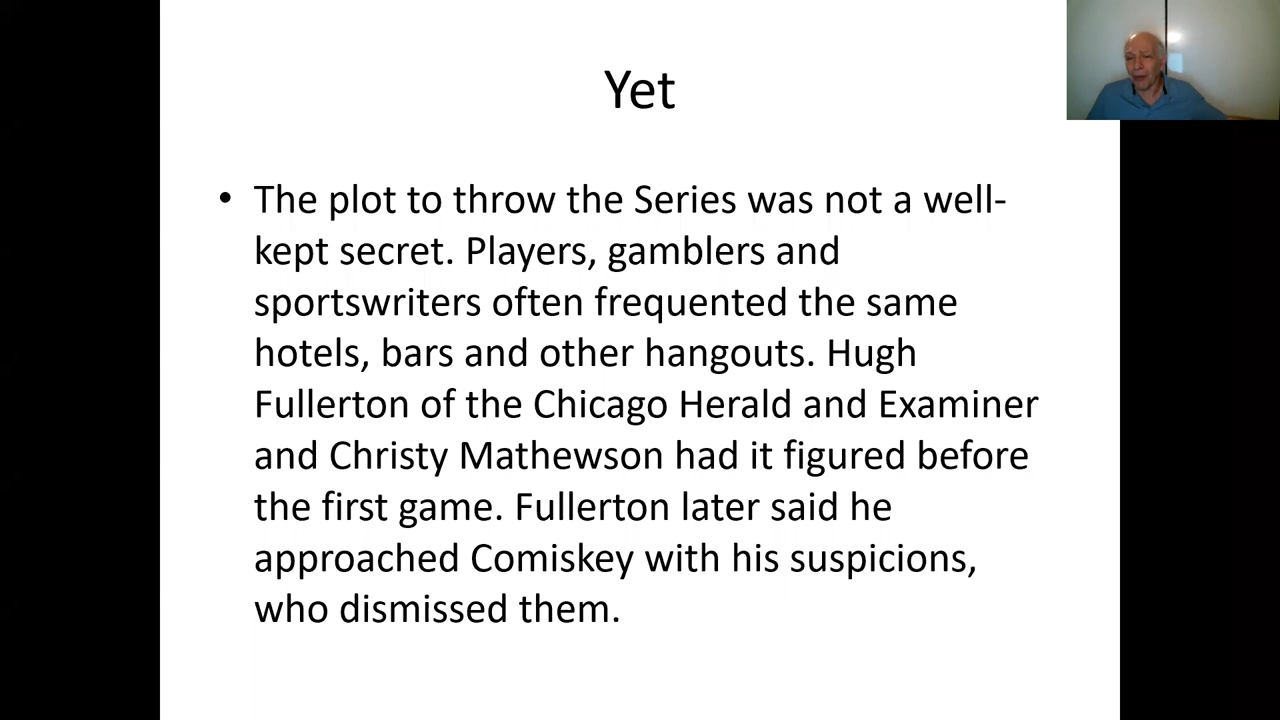 Yet
• The plot to throw the Series was not a well-
kept secret. Players, gamblers and
sportswriters often frequented the same
hotels, bars and other hangouts. Hugh
Fullerton of the Chicago Herald and Examiner
and Christy Mathewson had it figured before
the first game. Fullerton later said he
approached Comiskey with his suspicions,
who dismissed them.